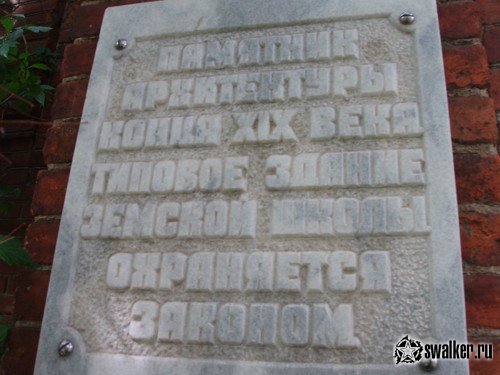 ПАМЯТНИК
АРХИТЕКТУРЫ
КОНЦА XIX ВЕКА
ТИПОВОЕ ЗДАНИЕ
ЗЕМСКОЙ ШКОЛЫ
ОХРАНЯЕТСЯ
ЗАКОНОМ
swalker.ru